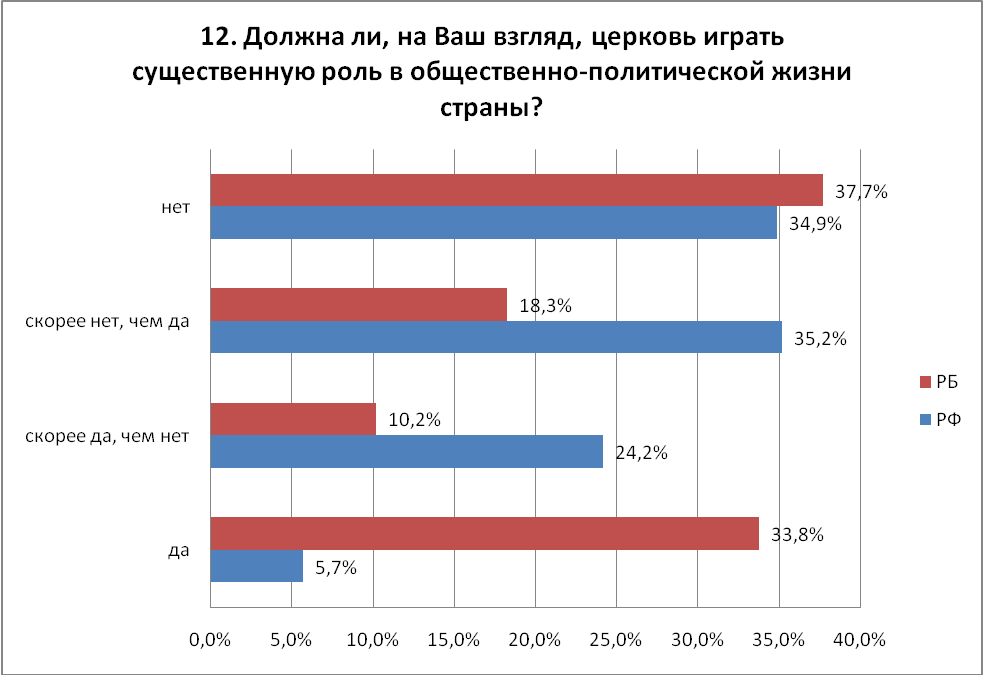 12. Должна ли, на Ваш взгляд, церковь играть
существенную роль в общественно-политической жизни
страны?
нет
37,7%
34,9%
скорее нет, чем да
18,3%
35,2%
скорее да, чем нет
10,2%
24,2%
да
33,8%
5,7%
РБ
РФ
0,0% 5,0% 10,0% 15,0% 20,0% 25,0% 30,0% 35,0% 40,0%